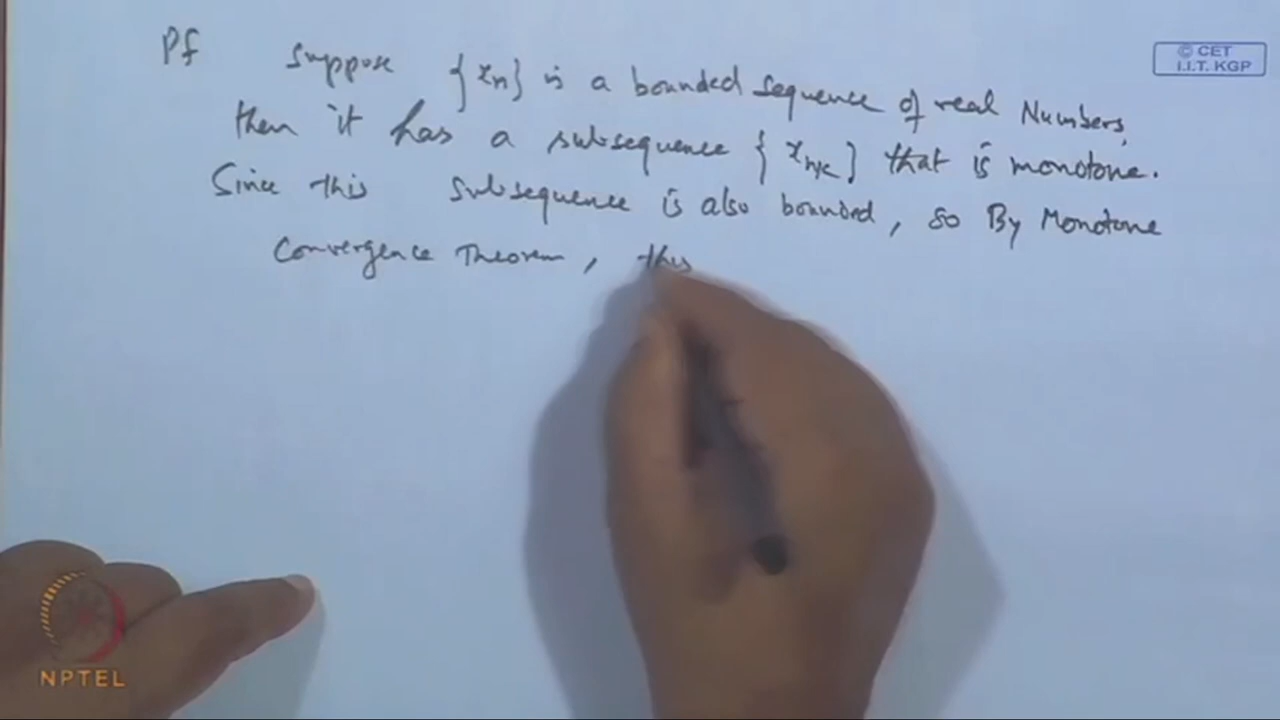 Pf Suppose {xn} is a bounded sequence of real Numbers,
© CET
I.I.T. KGP
then it has a subsequence {xnk} that is monotone.
Since this subsequence is also bounded, so By Monotone
Convergence Theorem, this
NPTEL